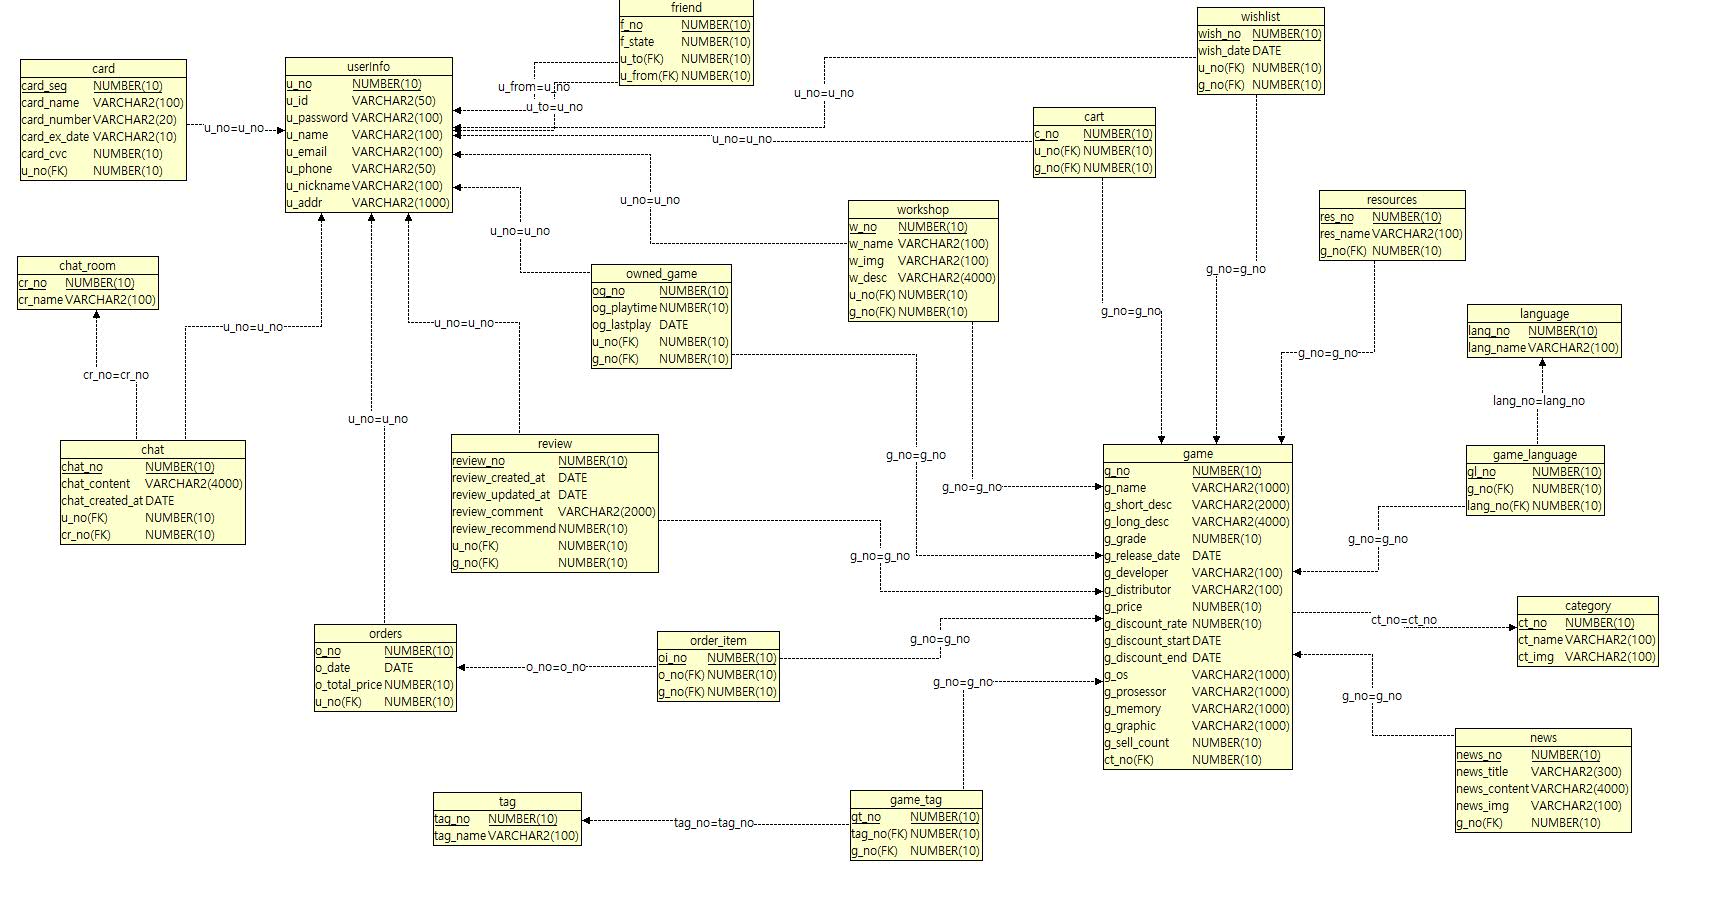 friend
f_no NUMBER(10)
f_state NUMBER(10)
u_to(FK) NUMBER(10)
u_from(FK) NUMBER(10)
wishlist
wish_no NUMBER(10)
wish_date DATE
u_no(FK) NUMBER(10)
g_no(FK) NUMBER(10)
card
card_seq NUMBER(10)
card_name VARCHAR2(100)
card_number VARCHAR2(20)
card_ex_date VARCHAR2(10)
card_cvc NUMBER(10)
u_no(FK) NUMBER(10)
u_no=u_no
userInfo
u_no NUMBER(10)
u_id VARCHAR2(50)
u_password VARCHAR2(100)
u_name VARCHAR2(100)
u_email VARCHAR2(100)
u_phone VARCHAR2(50)
u_nickname VARCHAR2(100)
u_addr VARCHAR2(1000)
u_from=u_no
u_to=u_no
u_no=u_no
u_no=u_no
cart
c_no NUMBER(10)
u_no(FK) NUMBER(10)
g_no(FK) NUMBER(10)
u_no=u_no
u_no=u_no
workshop
w_no NUMBER(10)
w_name VARCHAR2(100)
w_img VARCHAR2(100)
w_desc VARCHAR2(4000)
u_no(FK) NUMBER(10)
g_no(FK) NUMBER(10)
resources
res_no NUMBER(10)
res_name VARCHAR2(100)
g_no(FK) NUMBER(10)
chat_room
cr_no NUMBER(10)
cr_name VARCHAR2(100)
owned_game
og_no NUMBER(10)
og_playtime NUMBER(10)
og_lastplay DATE
u_no(FK) NUMBER(10)
g_no(FK) NUMBER(10)
g_no=g_no
g_no=g_no
g_no=g_no
language
lang_no NUMBER(10)
lang_name VARCHAR2(100)
u_no=u_no
u_no=u_no
cr_no=cr_no
u_no=u_no
lang_no=lang_no
chat
chat_no NUMBER(10)
chat_content VARCHAR2(4000)
chat_created_at DATE
u_no(FK) NUMBER(10)
cr_no(FK) NUMBER(10)
review
review_no NUMBER(10)
review_created_at DATE
review_updated_at DATE
review_comment VARCHAR2(2000)
review_recommend NUMBER(10)
u_no(FK) NUMBER(10)
g_no(FK) NUMBER(10)
g_no=g_no
g_no=g_no
g_no=g_no
game
g_no NUMBER(10)
g_name VARCHAR2(1000)
g_short_desc VARCHAR2(2000)
g_long_desc VARCHAR2(4000)
g_grade NUMBER(10)
g_release_date DATE
g_developer VARCHAR2(100)
g_distributor VARCHAR2(100)
g_price NUMBER(10)
g_discount_rate NUMBER(10)
g_discount_start DATE
g_discount_end DATE
g_os VARCHAR2(1000)
g_prosessor VARCHAR2(1000)
g_memory VARCHAR2(1000)
g_graphic VARCHAR2(1000)
g_sell_count NUMBER(10)
ct_no(FK) NUMBER(10)
game_language
gl_no NUMBER(10)
g_no(FK) NUMBER(10)
lang_no(FK) NUMBER(10)
g_no=g_no
category
ct_no NUMBER(10)
ct_name VARCHAR2(100)
ct_img VARCHAR2(100)
ct_no=ct_no
orders
o_no NUMBER(10)
o_date DATE
o_total_price NUMBER(10)
u_no(FK) NUMBER(10)
o_no=o_no
order_item
oi_no NUMBER(10)
o_no(FK) NUMBER(10)
g_no(FK) NUMBER(10)
g_no=g_no
g_no=g_no
g_no=g_no
news
news_no NUMBER(10)
news_title VARCHAR2(300)
news_content VARCHAR2(4000)
news_img VARCHAR2(100)
g_no(FK) NUMBER(10)
tag
tag_no NUMBER(10)
tag_name VARCHAR2(100)
tag_no=tag_no
game_tag
gt_no NUMBER(10)
tag_no(FK) NUMBER(10)
g_no(FK) NUMBER(10)